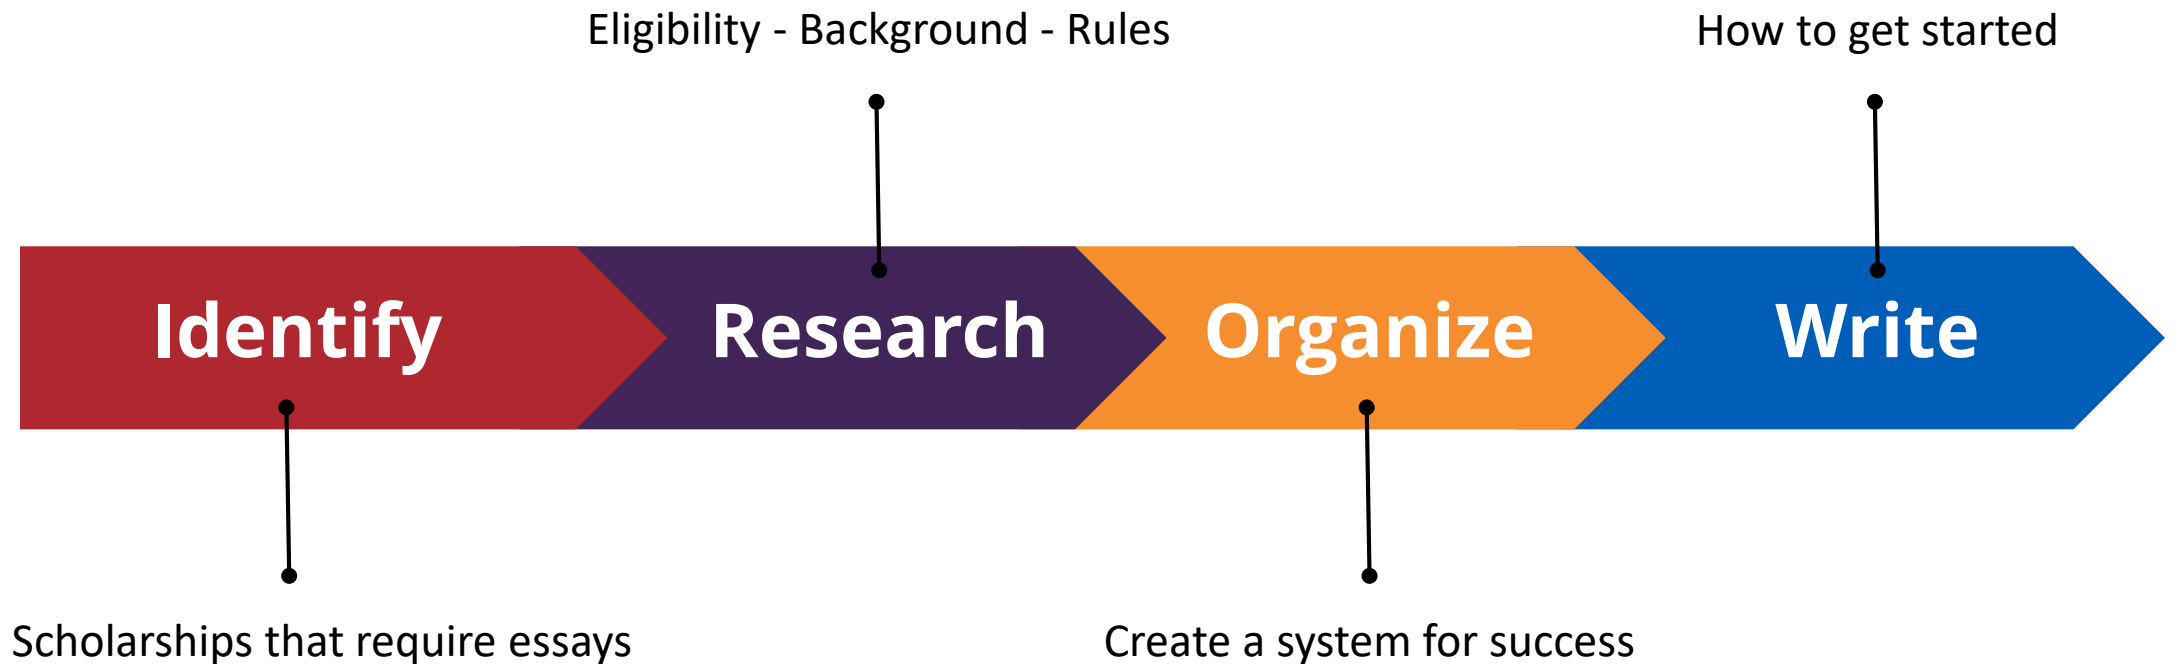 Eligibility - Background - Rules
How to get started
Identify
Research
Organize
Write
Scholarships that require essays
Create a system for success